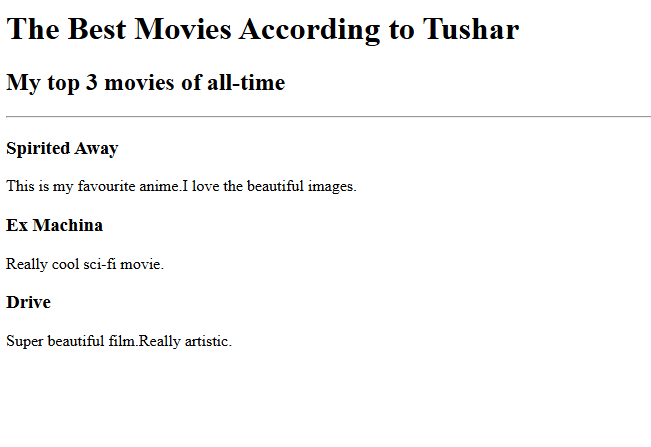 The Best Movies According to Tushar
My top 3 movies of all-time
Spirited Away
This is my favourite anime.I love the beautiful images.
Ex Machina
Really cool sci-fi movie.
Drive
Super beautiful film.Really artistic.